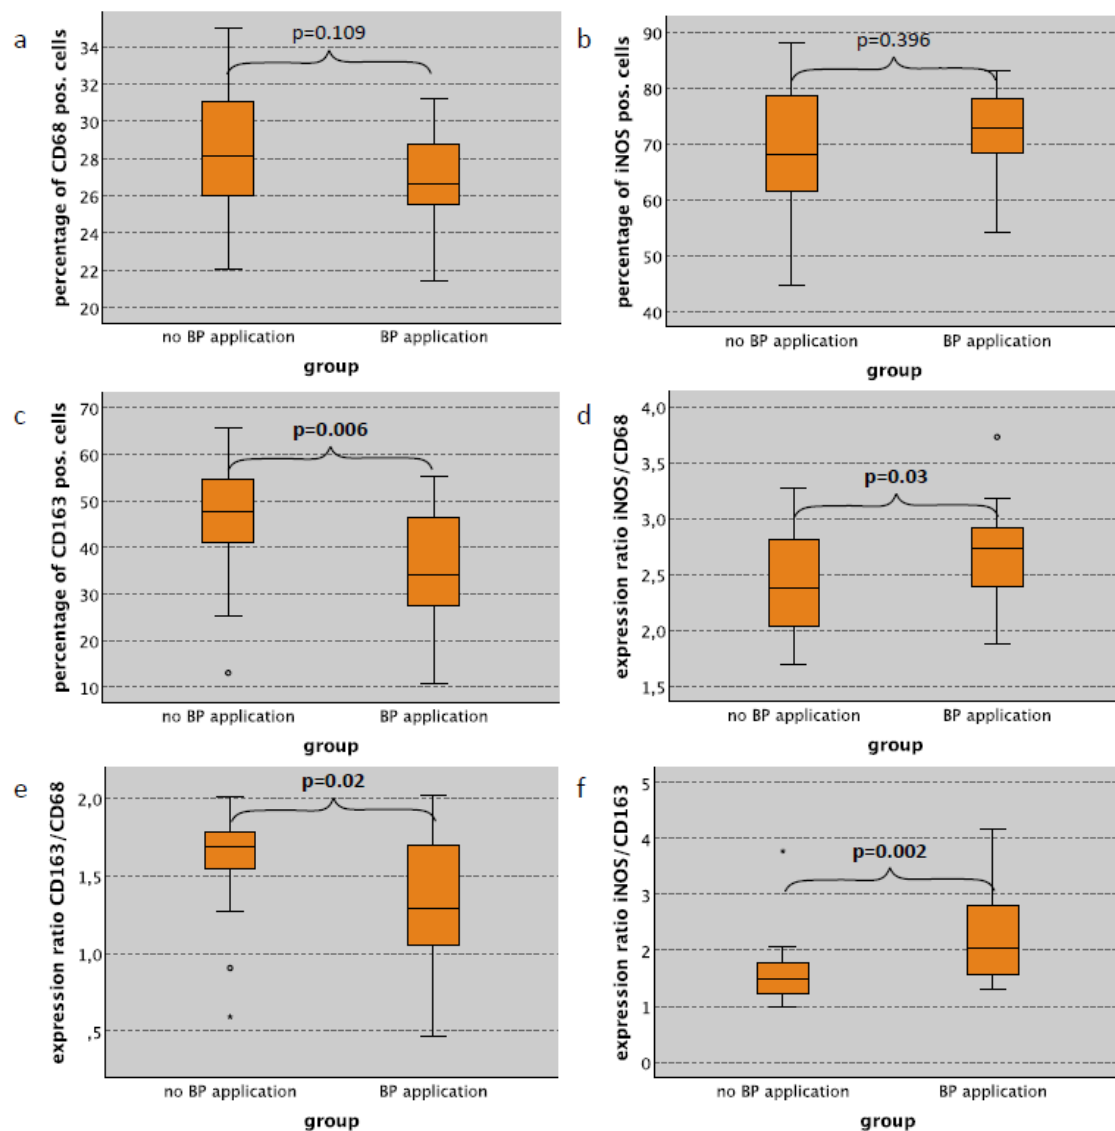 a
percentage of CD68 pos. cells
34
32
30
28
26
24
22
20
p=0.109
no BP application
BP application
group
b
percentage of iNOS pos. cells
90
80
70
60
50
40
p=0.396
no BP application
BP application
group
c
percentage of CD163 pos. cells
70
60
50
40
30
20
10
p=0.006
no BP application
BP application
group
d
expression ratio iNOS/CD68
4,0
3,5
3,0
2,5
2,0
1,5
p=0.03
no BP application
BP application
group
e
expression ratio CD163/CD68
2,0
1,5
1,0
,5
p=0.02
no BP application
BP application
group
f
expression ratio iNOS/CD163
5
4
3
2
1
0
p=0.002
no BP application
BP application
group